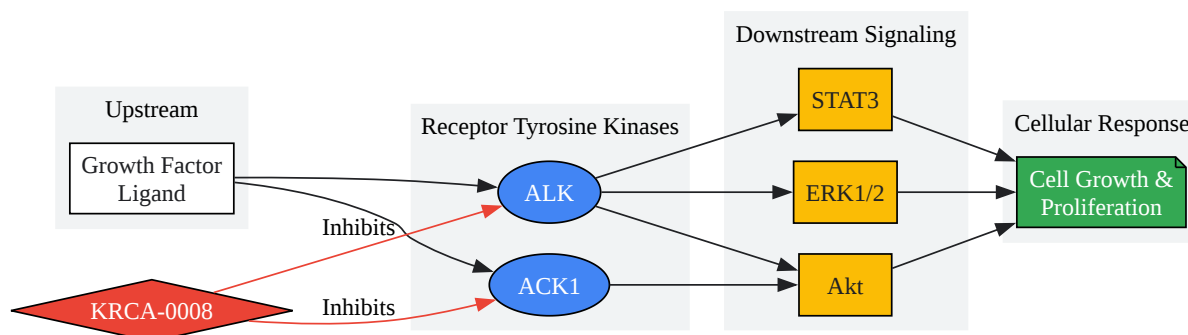 Upstream
Growth Factor
Ligand
KRCA-0008
Inhibits
Inhibits
Receptor Tyrosine Kinases
ALK
ACK1
Downstream Signaling
STAT3
ERK1/2
Akt
Cellular Response
Cell Growth &
Proliferation